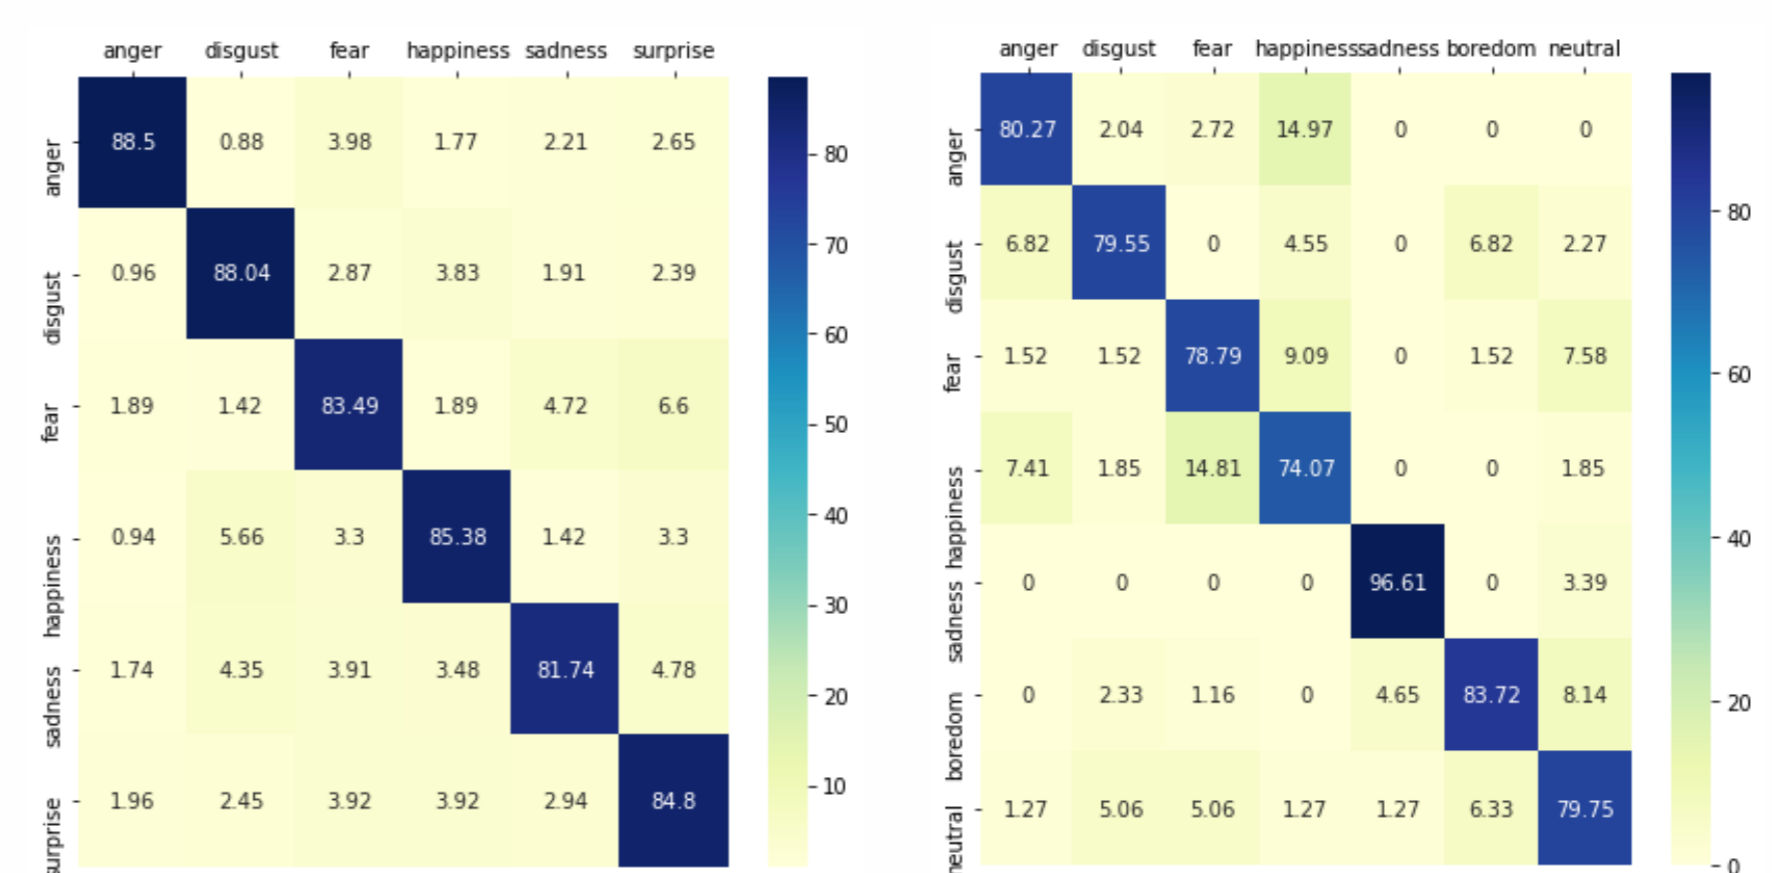 anger disgust fear happiness sadness surprise
anger 88.5 0.88 3.98 1.77 2.21 2.65
disgust 0.96 88.04 2.87 3.83 1.91 2.39
fear 1.89 1.42 83.49 1.89 4.72 6.6
happiness 0.94 5.66 3.3 85.38 1.42 3.3
sadness 1.74 4.35 3.91 3.48 81.74 4.78
surprise 1.96 2.45 3.92 3.92 2.94 84.8
80
70
60
50
40
30
20
10
anger disgust fear happiness sadness boredom neutral
anger 80.27 2.04 2.72 14.97 0 0 0
disgust 6.82 79.55 0 4.55 0 6.82 2.27
fear 1.52 1.52 78.79 9.09 0 1.52 7.58
happiness 7.41 1.85 14.81 74.07 0 0 1.85
sadness 0 0 0 0 96.61 0 3.39
boredom 0 2.33 1.16 0 4.65 83.72 8.14
neutral 1.27 5.06 5.06 1.27 1.27 6.33 79.75
80
60
40
20
0